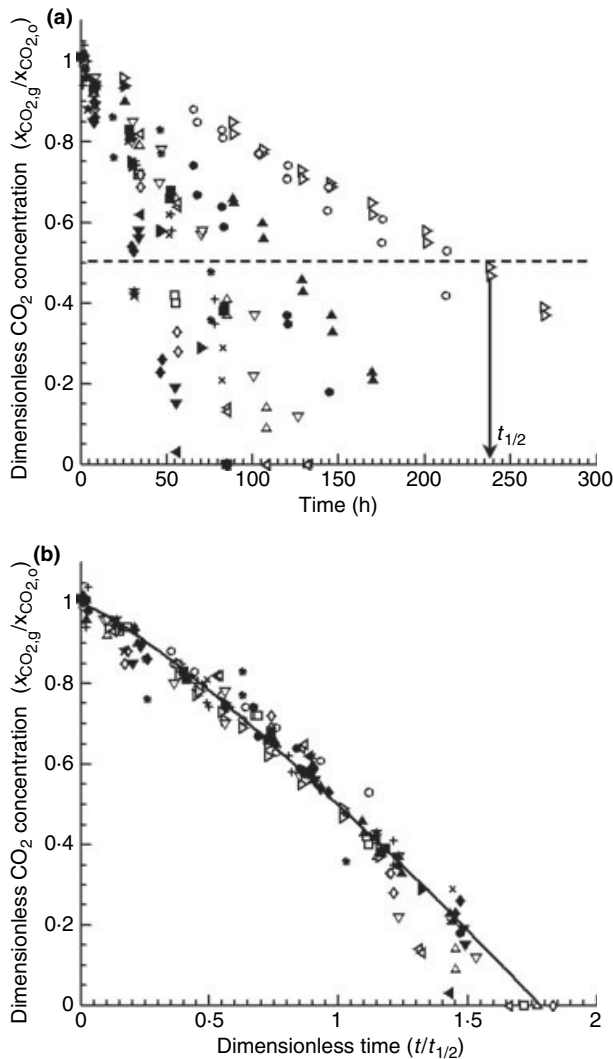 (a)
Dimensionless CO₂ concentration (xCO₂,g/xCO₂,o)
1
0·8
0·6
0·4
0·2
0
t1/2
0 50 100 150 200 250 300
Time (h)
(b)
Dimensionless CO₂ concentration (xCO₂,g/xCO₂,o)
1
0·8
0·6
0·4
0·2
0
0 0·5 1 1·5 2
Dimensionless time (t/t1/2)